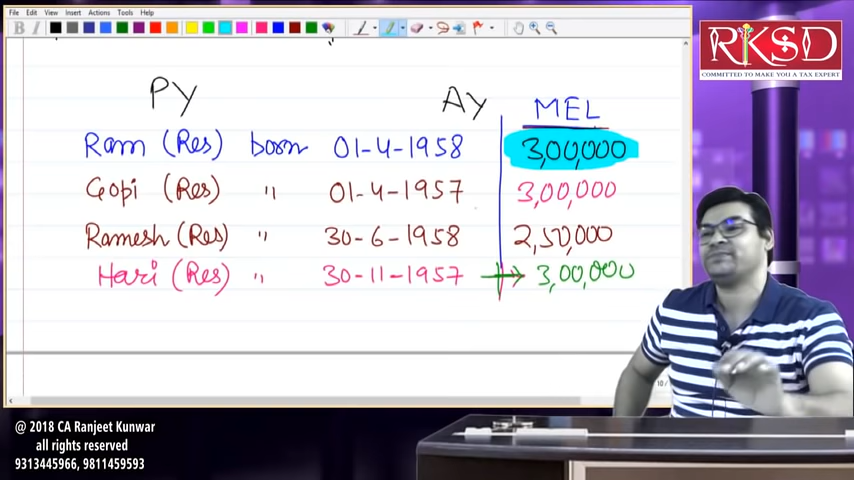 File Edit View Insert Actions Tools Help
B I
RKSD
COMMITTED TO MAKE YOU A TAX EXPERT
PY AY MEL
Ram (Res) born 01-4-1958 3,00,000
Gopi (Res) " 01-4-1957 3,00,000
Ramesh (Res) " 30-6-1958 2,50,000
Hari (Res) " 30-11-1957 3,00,000
10 /
@ 2018 CA Ranjeet Kunwar
all rights reserved
9313445966, 9811459593